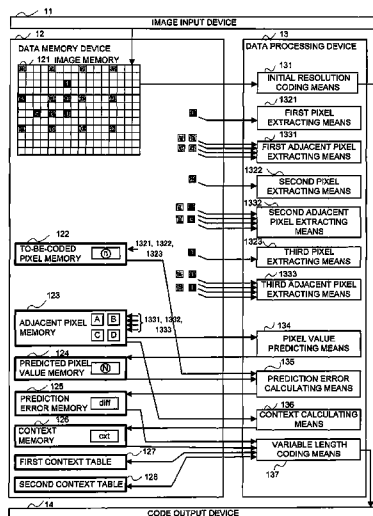 11
IMAGE INPUT DEVICE
12
DATA MEMORY DEVICE
121 IMAGE MEMORY
13
DATA PROCESSING DEVICE
131
INITIAL RESOLUTION
CODING MEANS
1321
FIRST PIXEL
EXTRACTING MEANS
1331
FIRST ADJACENT PIXEL
EXTRACTING MEANS
1322
SECOND PIXEL
EXTRACTING MEANS
1332
SECOND ADJACENT
PIXEL EXTRACTING
MEANS
1323
THIRD PIXEL
EXTRACTING MEANS
1333
THIRD ADJACENT
PIXEL EXTRACTING
MEANS
122
TO-BE-CODED
PIXEL MEMORY
n
1321, 1322,
1323
123
ADJACENT PIXEL
MEMORY
A B
C D
1331, 1332,
1333
134
PIXEL VALUE
PREDICTING MEANS
124
PREDICTED PIXEL
VALUE MEMORY
N
135
PREDICTION ERROR
CALCULATING MEANS
125
PREDICTION
ERROR MEMORY
diff
136
CONTEXT CALCULATING
MEANS
126
CONTEXT
MEMORY
cxt
VARIABLE LENGTH
CODING MEANS
137
127
FIRST CONTEXT TABLE
128
SECOND CONTEXT TABLE
14
CODE OUTPUT DEVICE